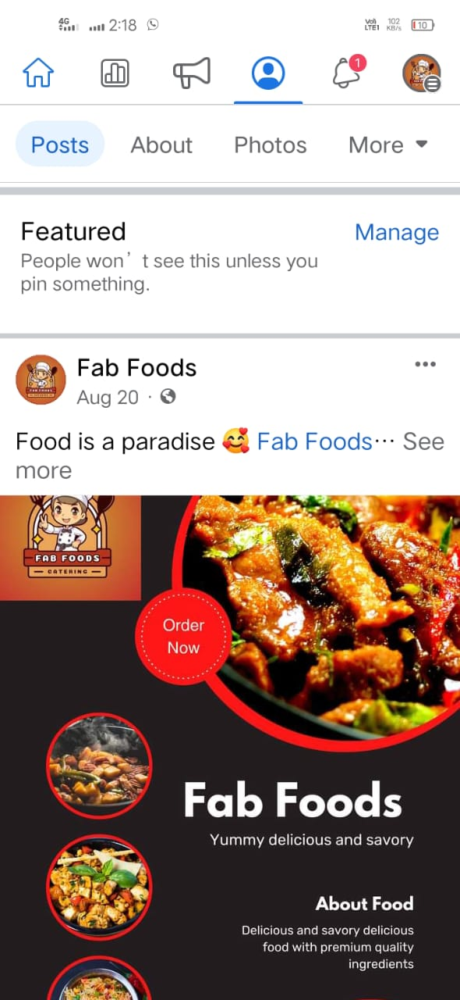 4G 2:18 Vo) LTE1 102 KB/s 10
1
Posts About Photos More
Featured Manage
People won’t see this unless you
pin something.
Fab Foods
Aug 20 ·
Food is a paradise 🥰 Fab Foods… See
more
FAB FOODS
CATERING
Order
Now
Fab Foods
Yummy delicious and savory
About Food
Delicious and savory delicious
food with premium quality
ingredients